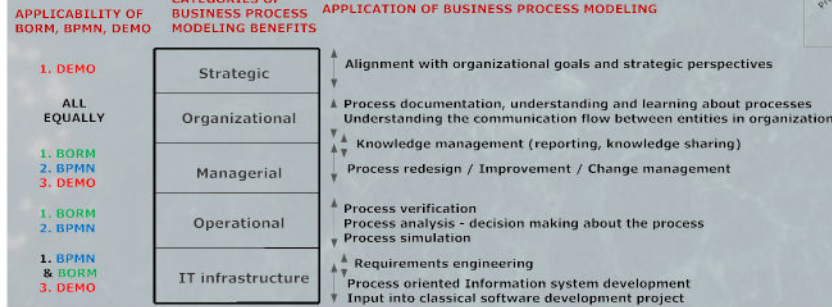 APPLICABILITY OF
BORM, BPMN, DEMO
BUSINESS PROCESS
MODELING BENEFITS
APPLICATION OF BUSINESS PROCESS MODELING
1. DEMO
Strategic
Alignment with organizational goals and strategic perspectives
ALL
EQUALLY
Organizational
Process documentation, understanding and learning about processes
Understanding the communication flow between entities in organization
Knowledge management (reporting, knowledge sharing)
1. BORM
2. BPMN
3. DEMO
Managerial
Process redesign / Improvement / Change management
1. BORM
2. BPMN
Operational
Process verification
Process analysis - decision making about the process
Process simulation
1. BPMN
& BORM
3. DEMO
IT infrastructure
Requirements engineering
Process oriented Information system development
Input into classical software development project